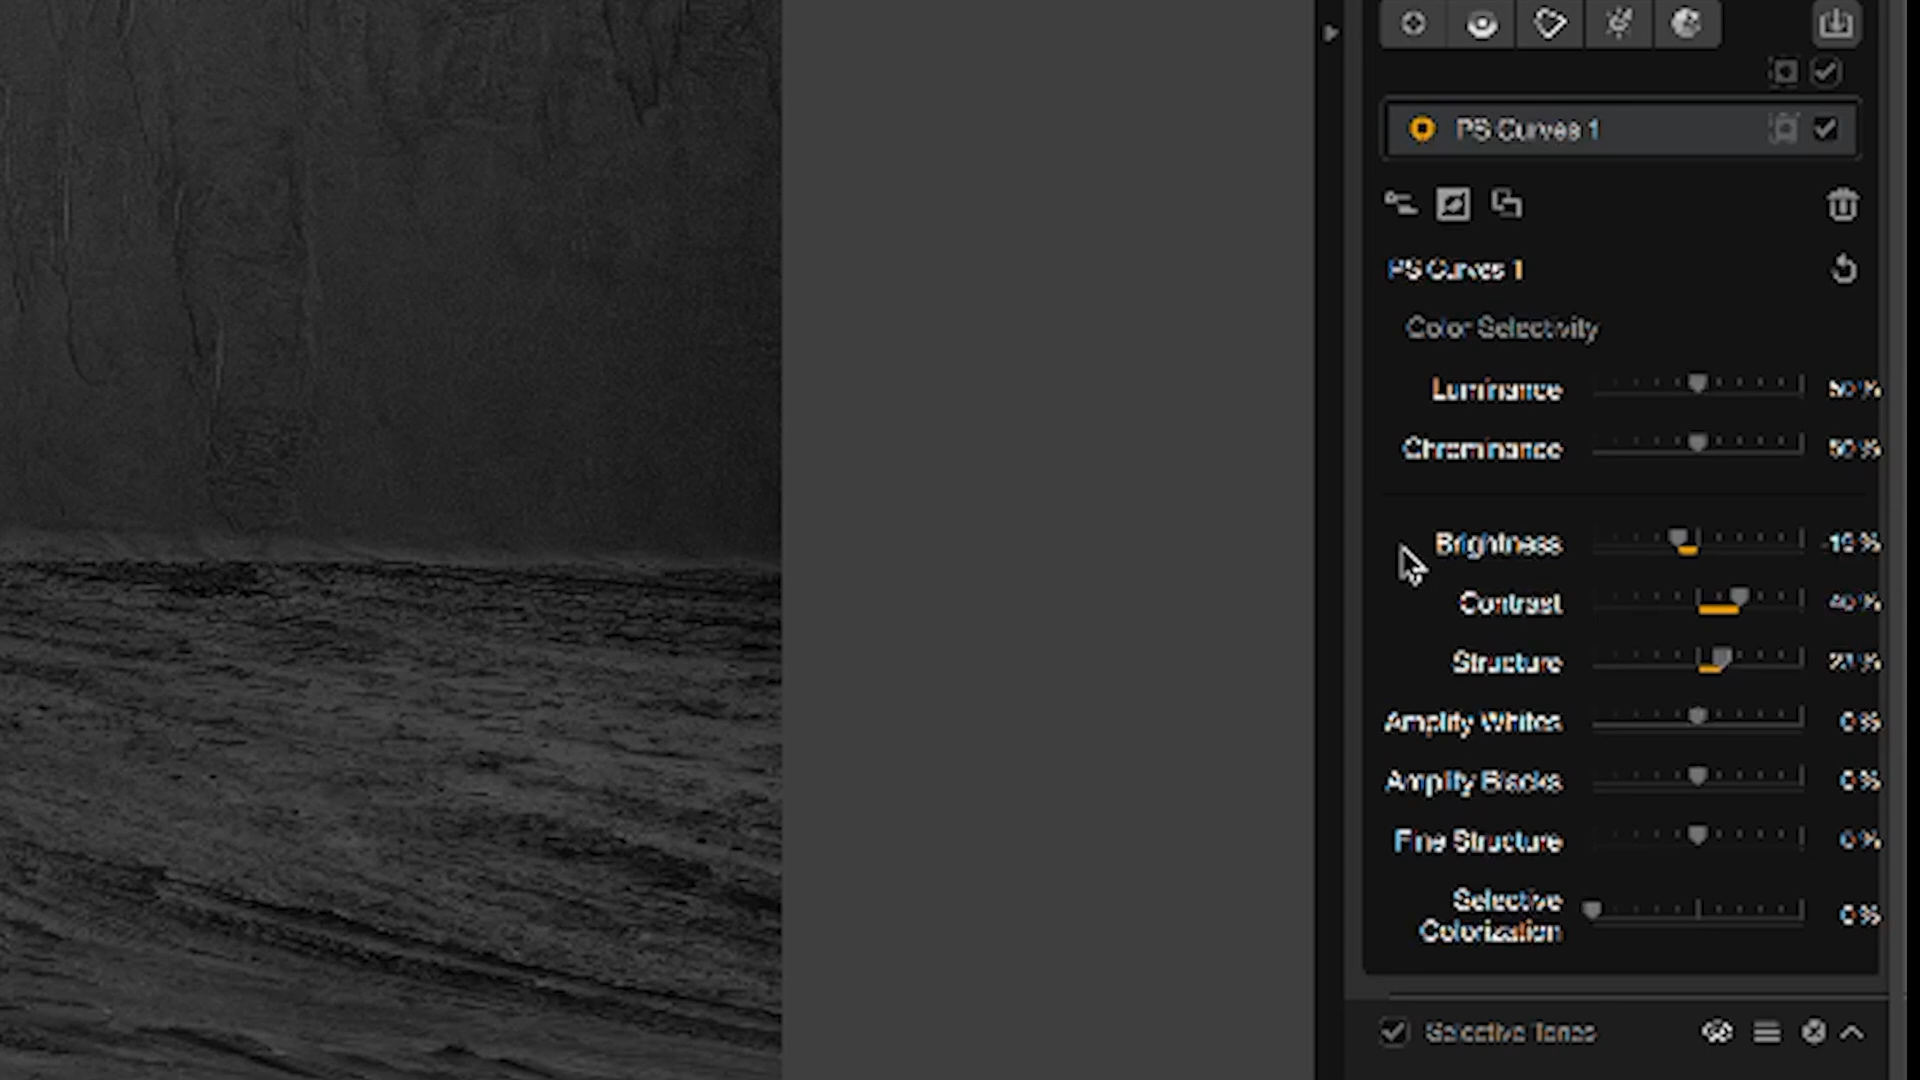 PS Curves 1
PS Curves 1
Color Selectivity
Luminance 50 %
Chrominance 50 %
Brightness
Contrast 40 %
Structure
Amplify Whites 0 %
Amplify Blacks 0 %
Fine Structure 0 %
Selective
Colorization 0 %
Selective Tones